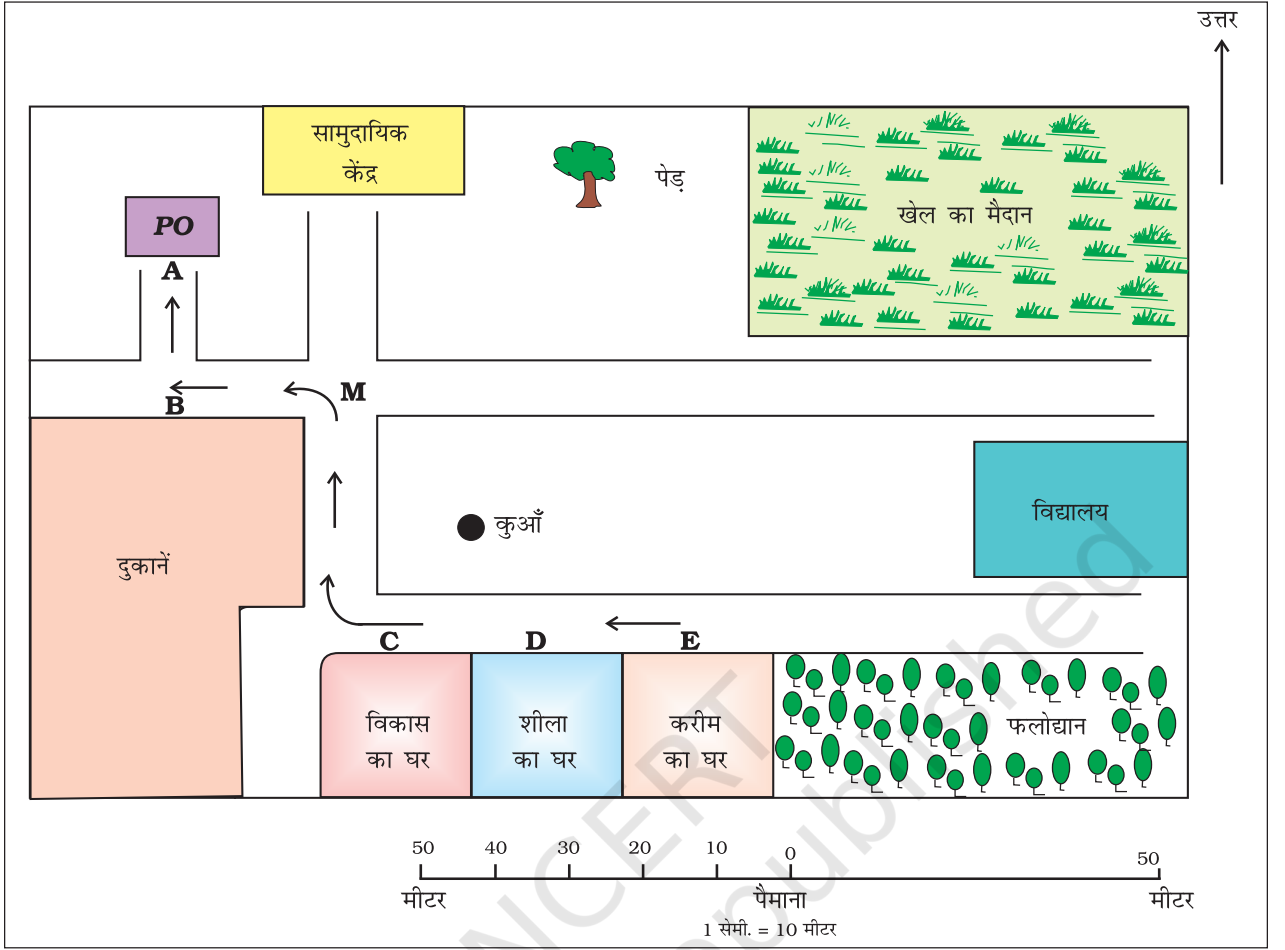 उत्तर
सामुदायिक
केंद्र
पेड़
PO
खेल का मैदान
A
M
B
विद्यालय
कुआँ
दुकानें
C
D
E
विकास
का घर
शीला
का घर
करीम
का घर
फलोद्यान
50 40 30 20 10 0 50
मीटर पैमाना मीटर
1 सेमी. = 10 मीटर
NCERT
republished